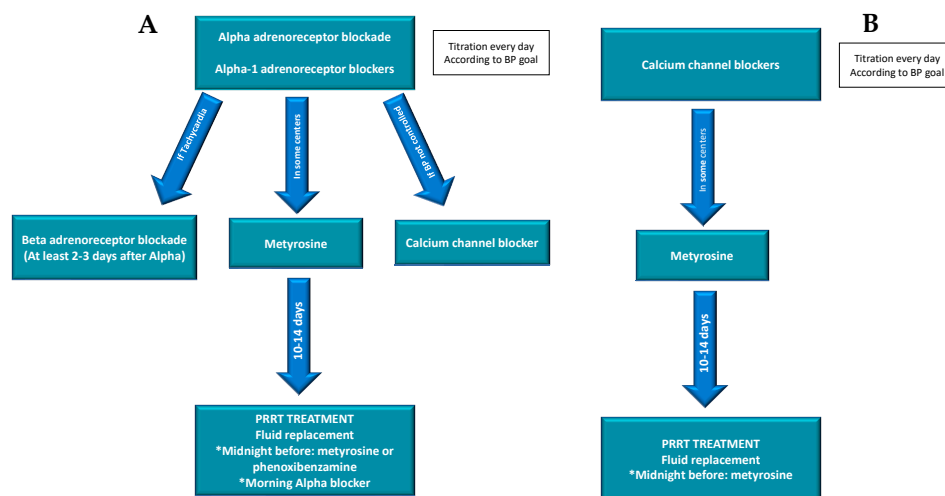 A
Alpha adrenoreceptor blockade
Alpha-1 adrenoreceptor blockers
Titration every day
According to BP goal
If Tachycardia
In some centers
If BP not controlled
Beta adrenoreceptor blockade
(At least 2-3 days after Alpha)
Metyrosine
Calcium channel blocker
10-14 days
PRRT TREATMENT
Fluid replacement
*Midnight before: metyrosine or
phenoxibenzamine
*Morning Alpha blocker
B
Calcium channel blockers
Titration every day
According to BP goal
In some centers
Metyrosine
10-14 days
PRRT TREATMENT
Fluid replacement
*Midnight before: metyrosine